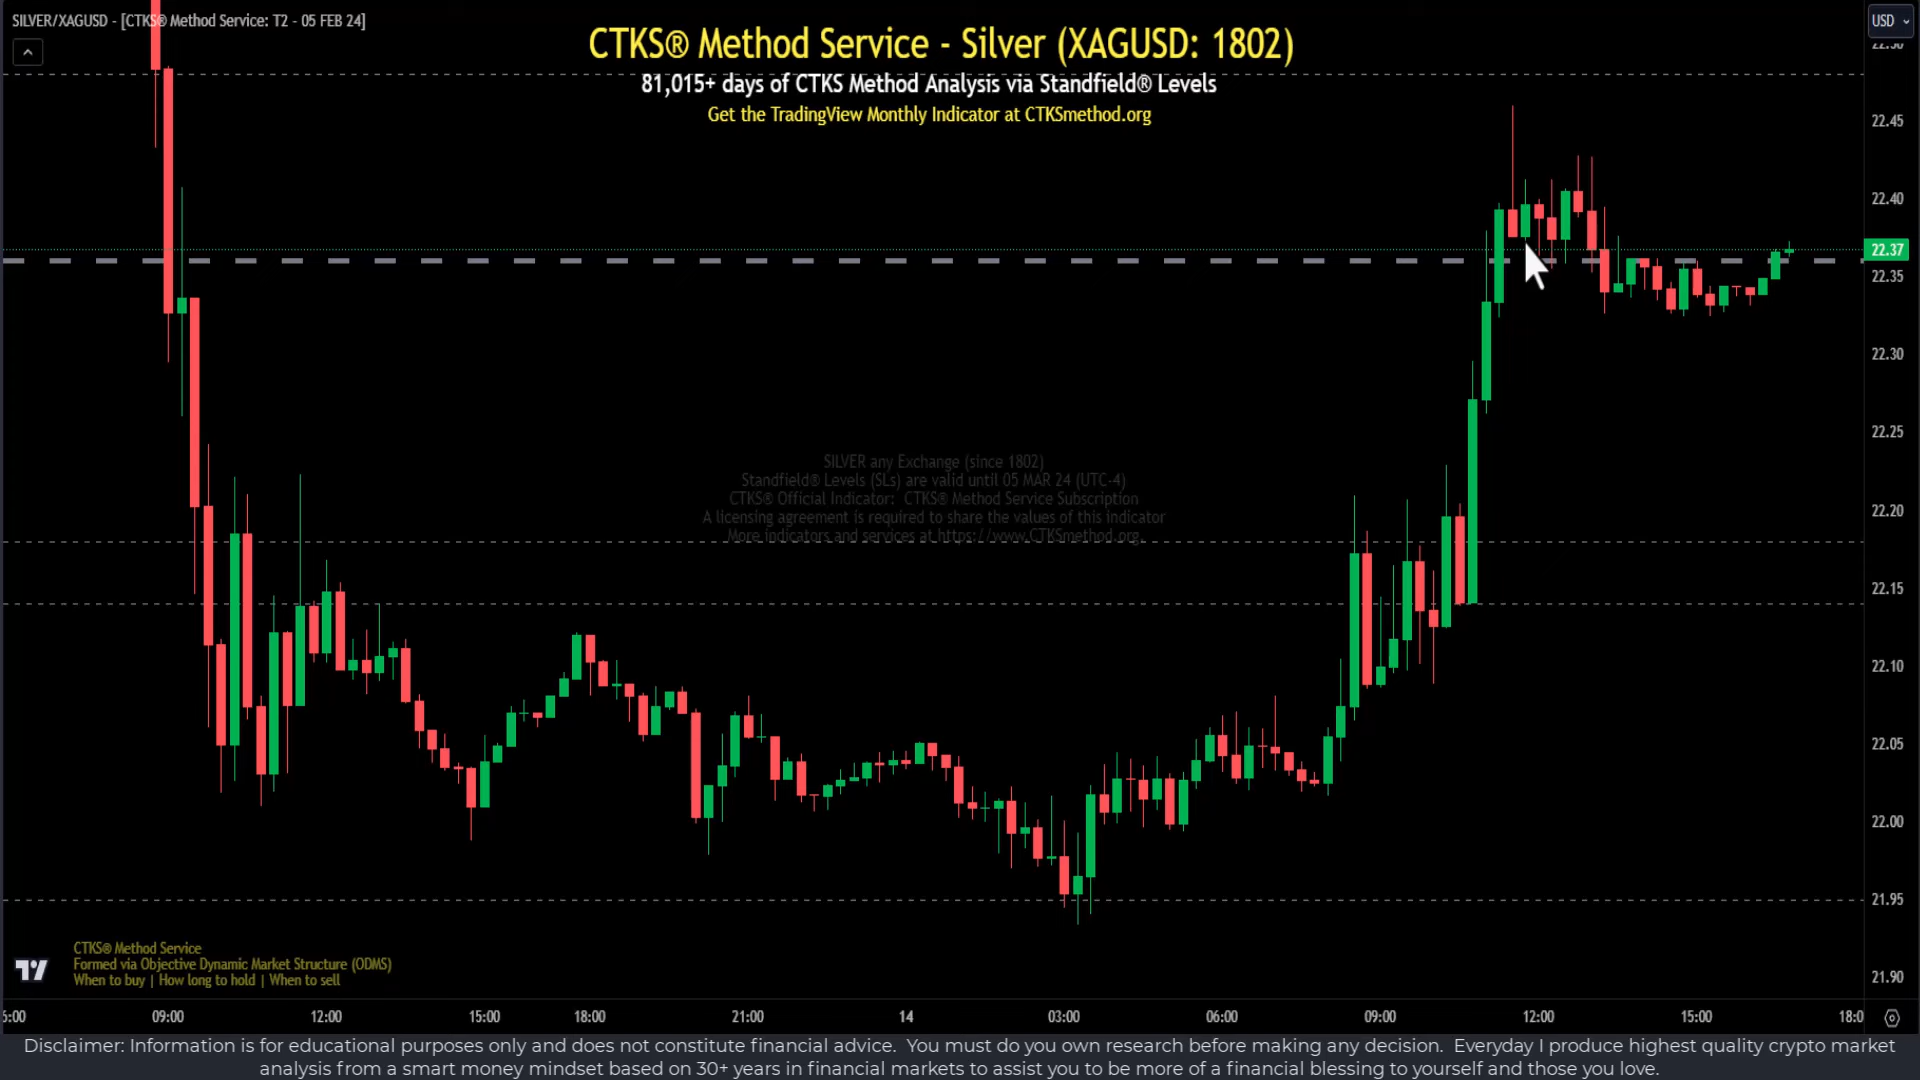 SILVER/XAGUSD - [CTKS® Method Service: T2 - 05 FEB 24]
USD
CTKS® Method Service - Silver (XAGUSD: 1802)
81,015+ days of CTKS Method Analysis via Standfield® Levels
Get the TradingView Monthly Indicator at CTKSmethod.org
22.45
22.40
22.37
22.35
22.30
22.25
22.20
22.15
22.10
22.05
22.00
21.95
21.90
SILVER any Exchange (since 1802)
Standfield® Levels (SLs) are valid until 05 MAR 24 (UTC-4)
CTKS® Official Indicator: CTKS® Method Service Subscription
A licensing agreement is required to share the values of this indicator
More indicators and services at https://www.CTKSmethod.org
CTKS® Method Service
Formed via Objective Dynamic Market Structure (ODMS)
When to buy | How long to hold | When to sell
09:00 12:00 15:00 18:00 21:00 14 03:00 06:00 09:00 12:00 15:00 18:0
Disclaimer: Information is for educational purposes only and does not constitute financial advice. You must do you own research before making any decision. Everyday I produce highest quality crypto market
analysis from a smart money mindset based on 30+ years in financial markets to assist you to be more of a financial blessing to yourself and those you love.